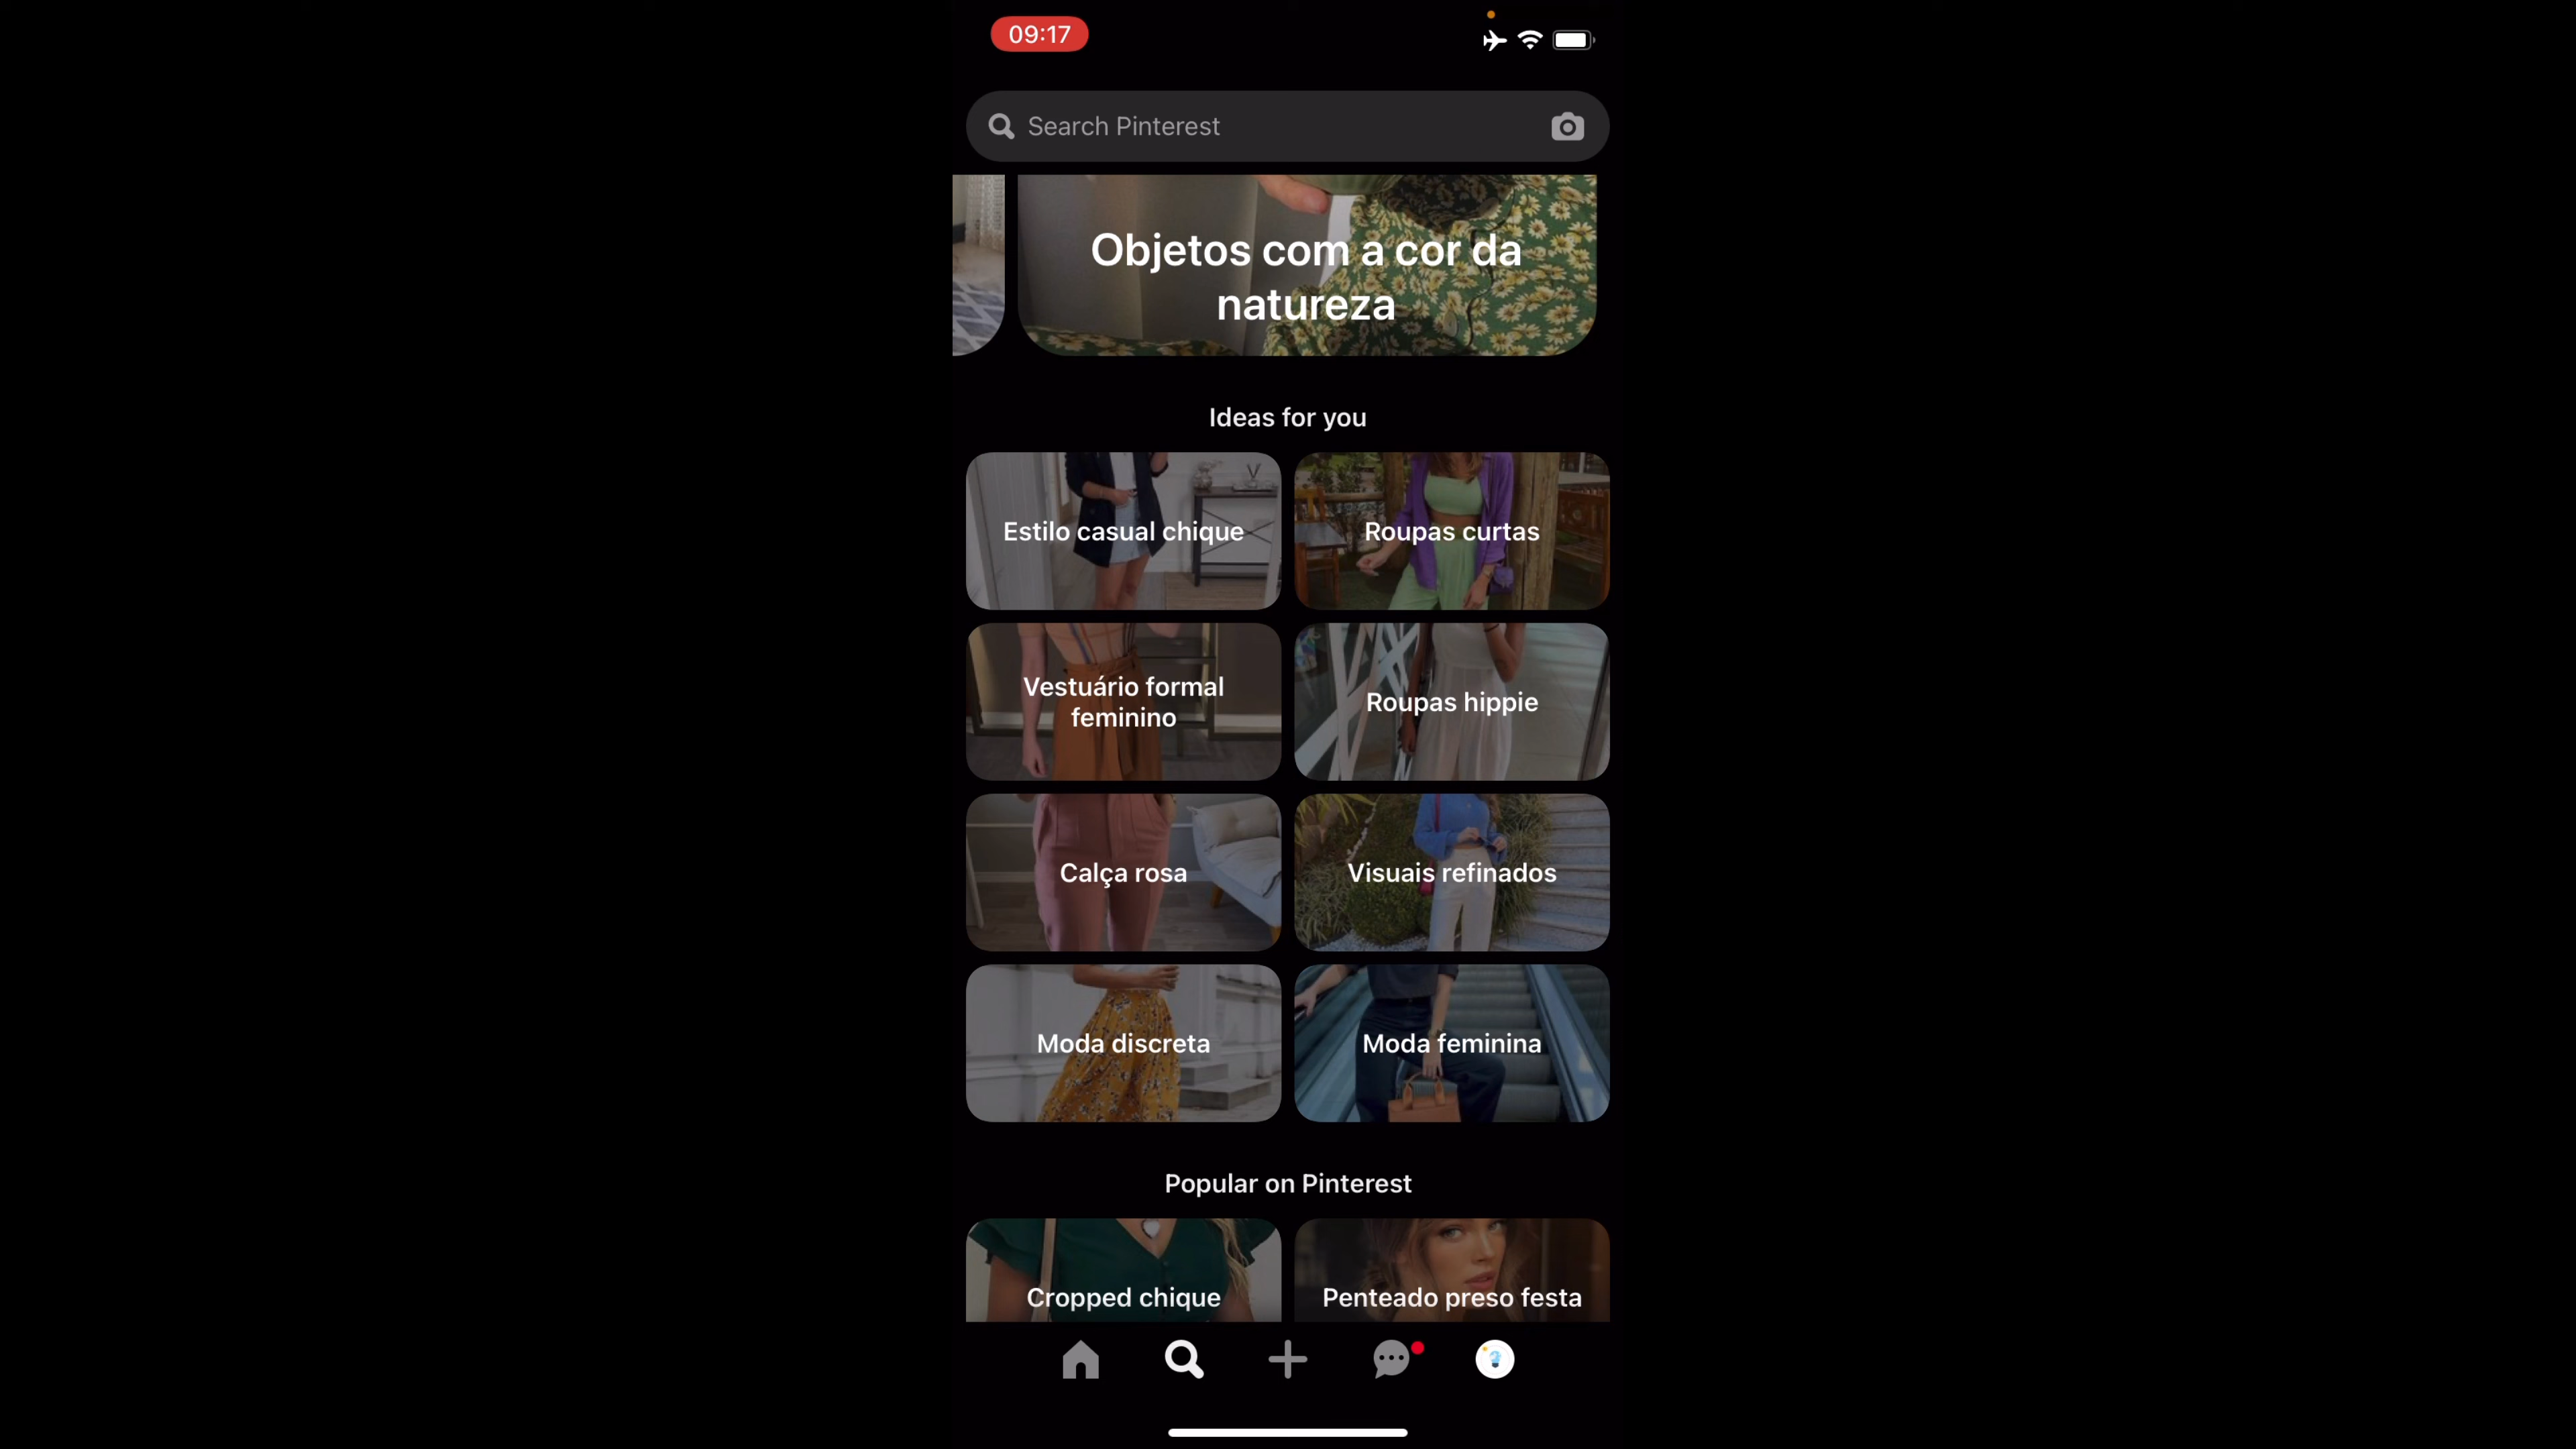 09:17
Search Pinterest
Objetos com a cor da
natureza
Ideas for you
Estilo casual chique
Roupas curtas
Vestuário formal
feminino
Roupas hippie
Calça rosa
Visuais refinados
Moda discreta
Moda feminina
Popular on Pinterest
Cropped chique
Penteado preso festa